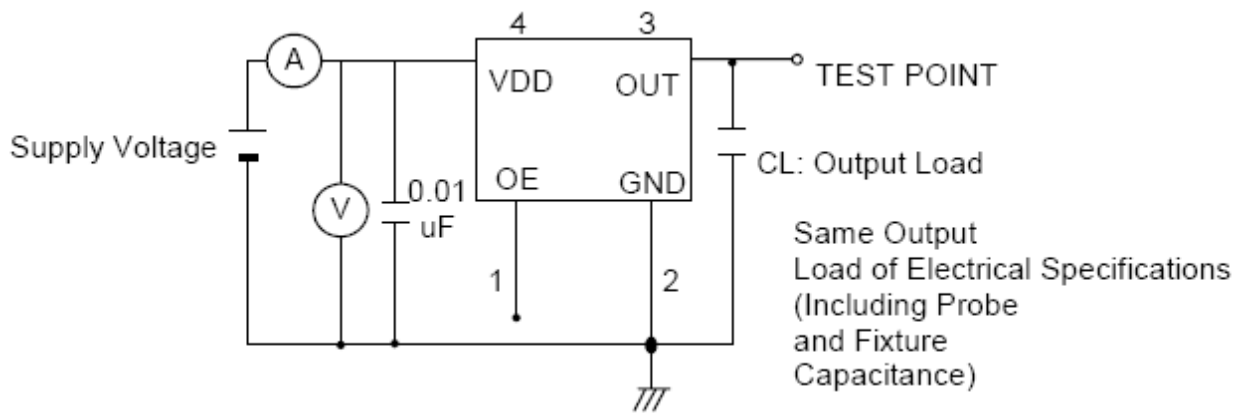 4 3
A
VDD OUT
TEST POINT
Supply Voltage
CL: Output Load
OE GND
0.01
uF
V
1 2
Same Output
Load of Electrical Specifications
(Including Probe
and Fixture
Capacitance)